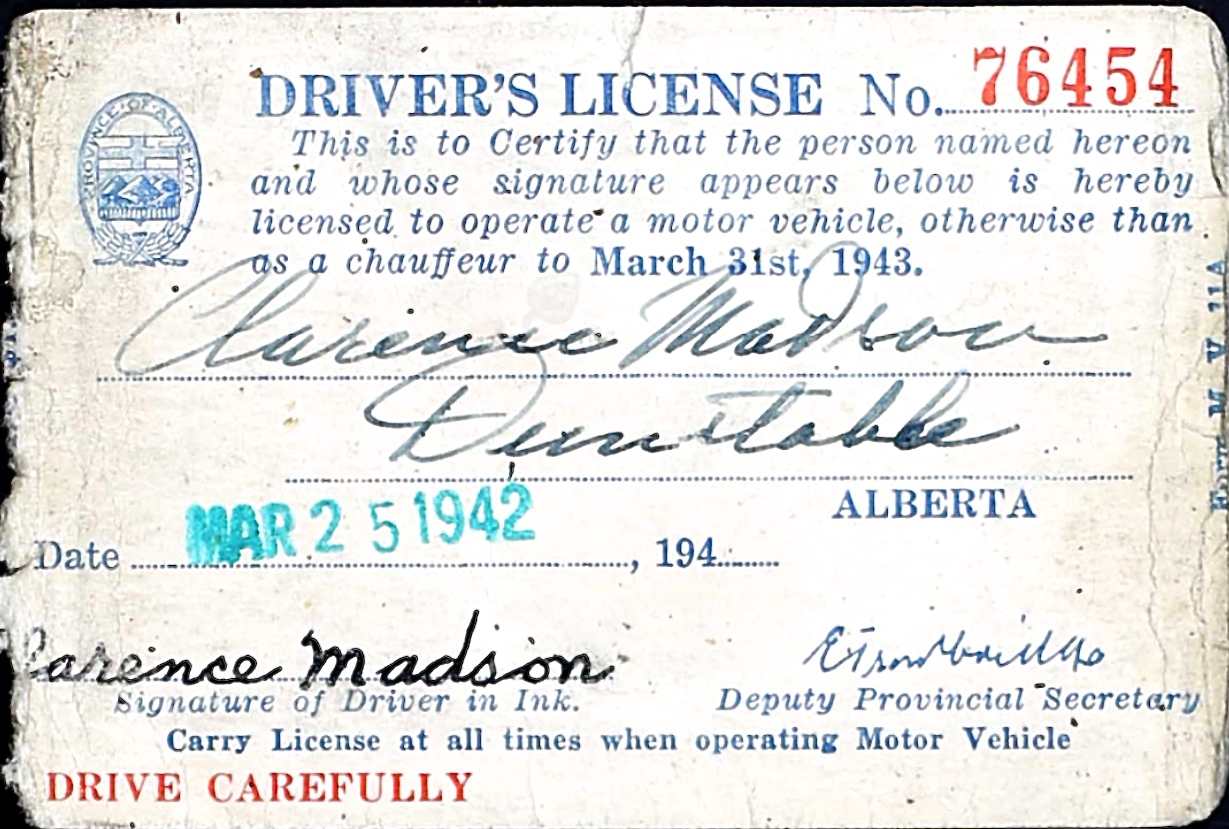 DRIVER'S LICENSE No. 76454
PROVINCE OF ALBERTA
This is to Certify that the person named hereon
and whose signature appears below is hereby
licensed to operate a motor vehicle, otherwise than
as a chauffeur to March 31st, 1943.
Clarence Madson
Dunstable
ALBERTA
MAR 25 1942
Date , 194
larence Madson
Signature of Driver in Ink.
Deputy Provincial Secretary
Carry License at all times when operating Motor Vehicle
DRIVE CAREFULLY
M. V. 11A